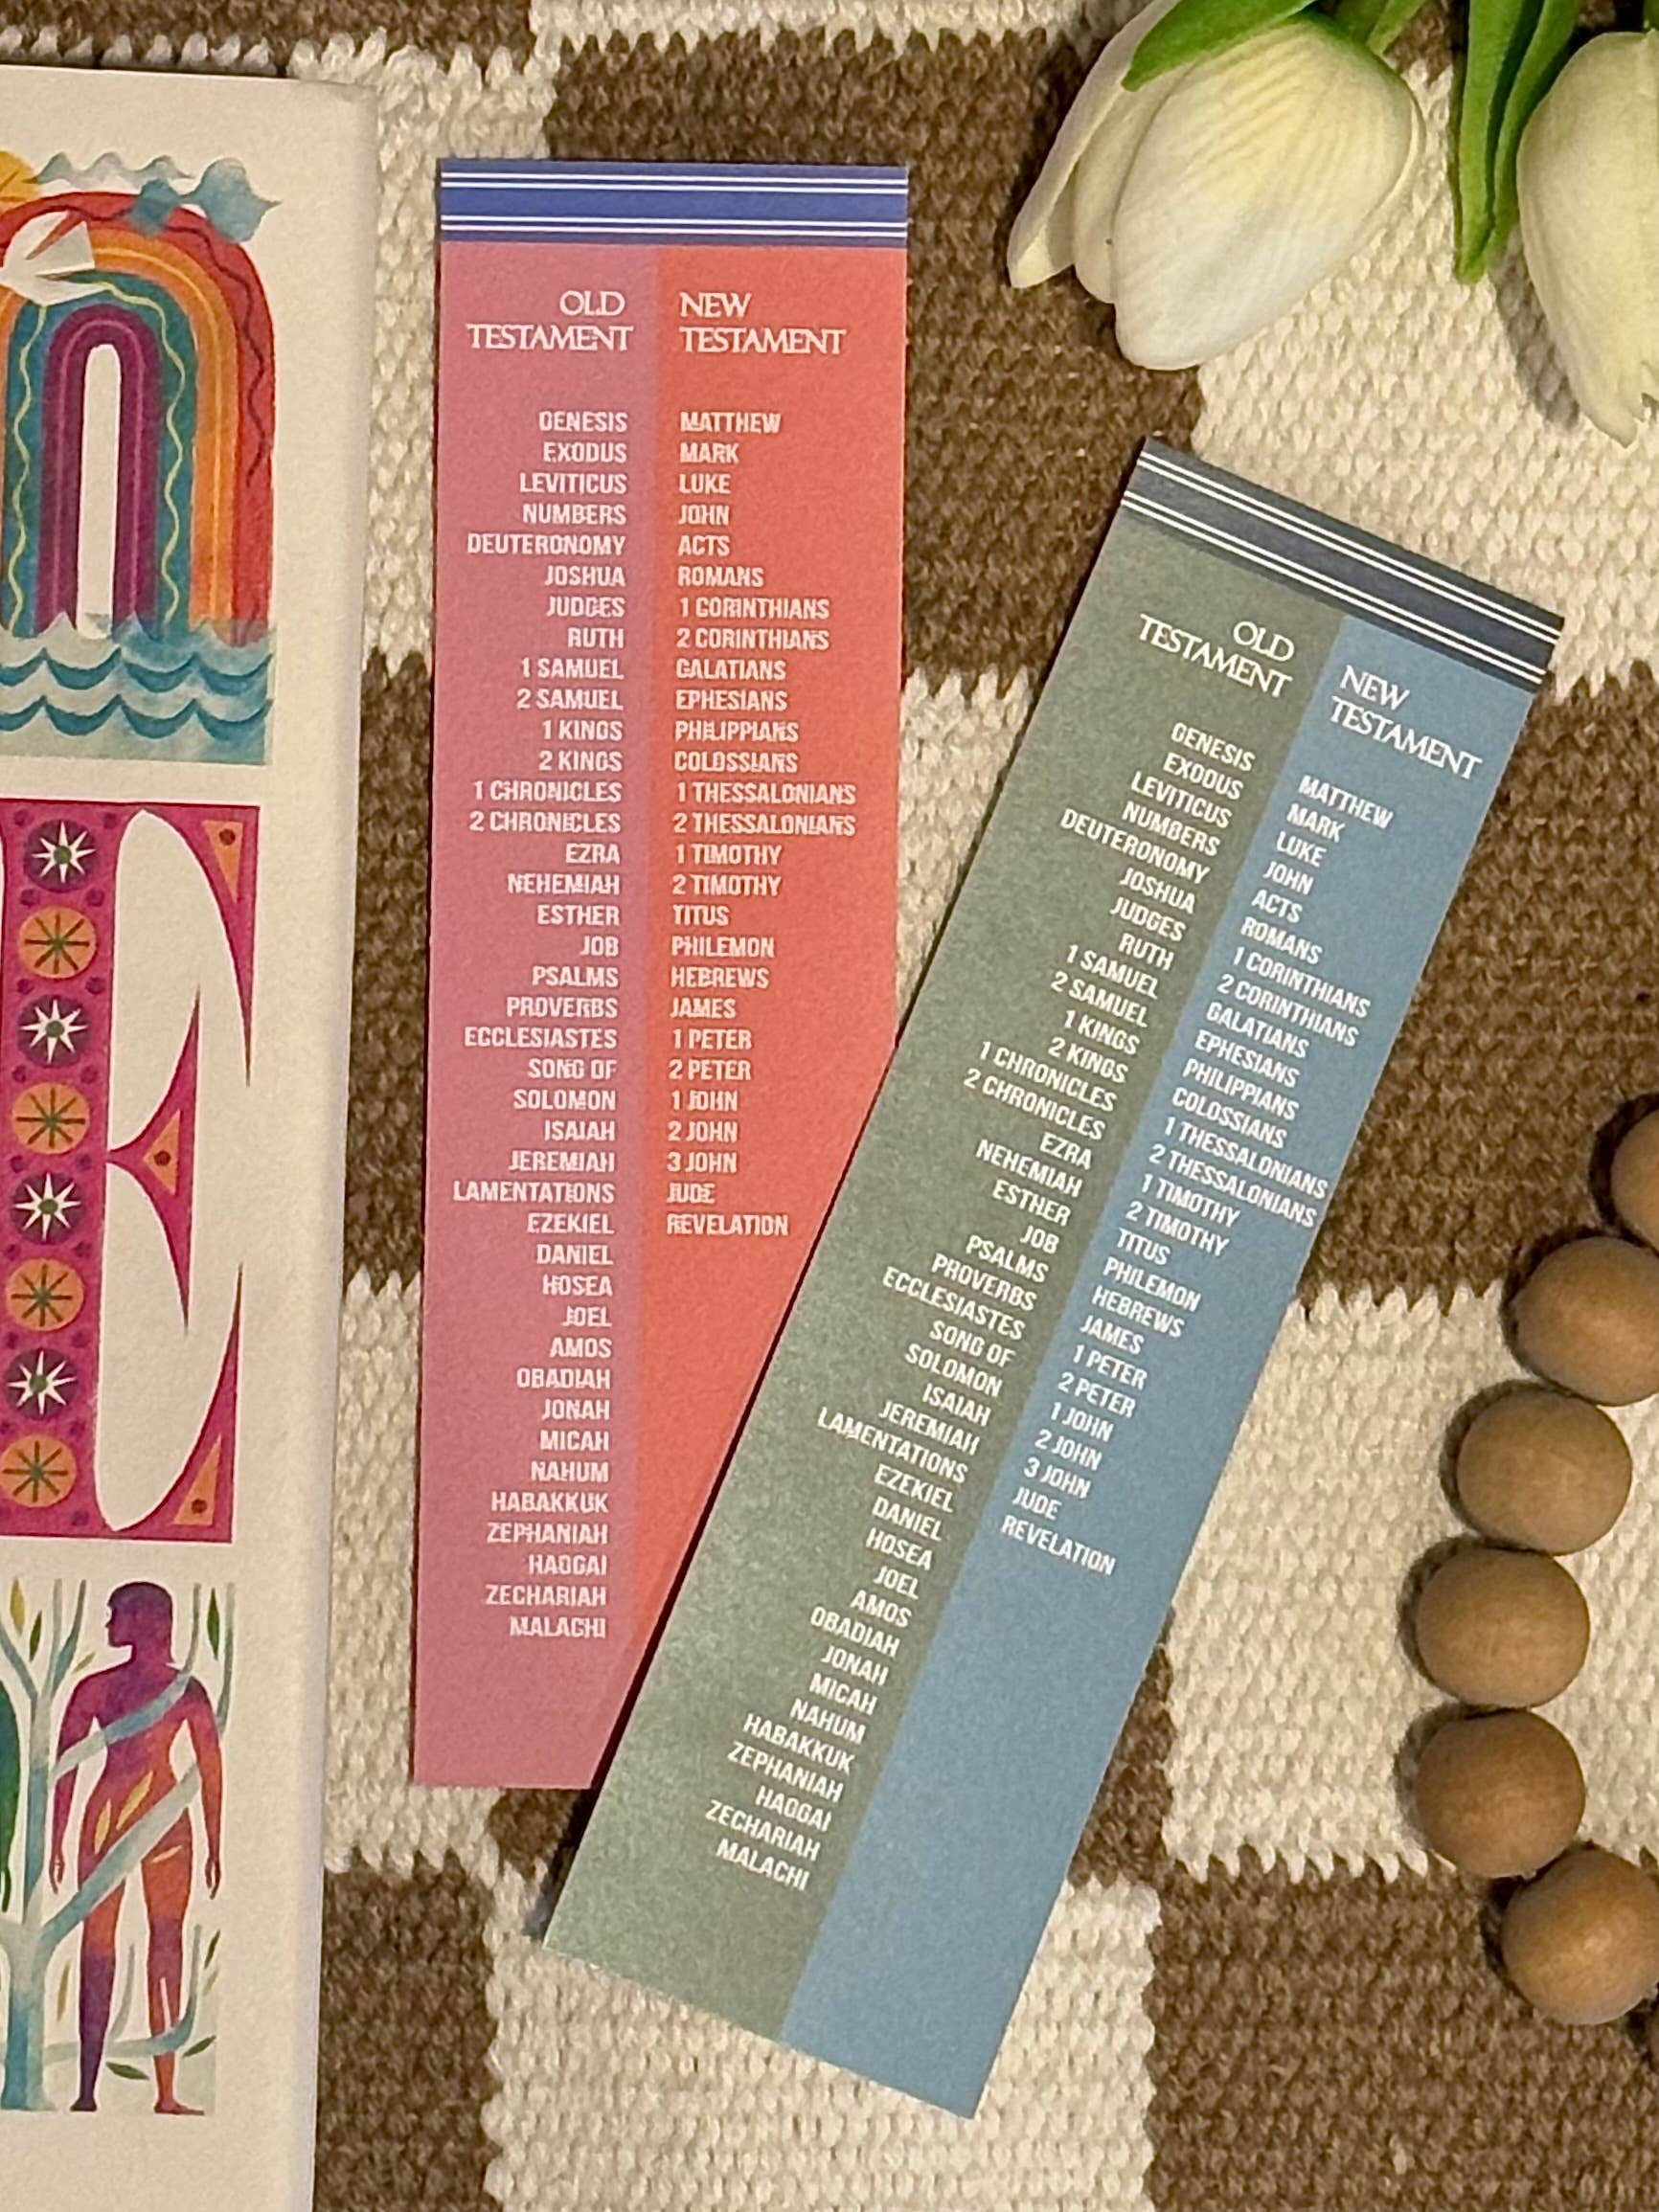 OLD
TESTAMENT
GENESIS
EXODUS
LEVITICUS
NUMBERS
DEUTERONOMY
JOSHUA
JUDGES
RUTH
1 SAMUEL
2 SAMUEL
1 KINGS
2 KINGS
1 CHRONICLES
2 CHRONICLES
EZRA
NEHEMIAH
ESTHER
JOB
PSALMS
PROVERBS
ECCLESIASTES
SONG OF
SOLOMON
ISAIAH
JEREMIAH
LAMENTATIONS
EZEKIEL
DANIEL
HOSEA
JOEL
AMOS
OBADIAH
JONAH
MICAH
NAHUM
HABAKKUK
ZEPHANIAH
HAGGAI
ZECHARIAH
MALACHI
NEW
TESTAMENT
MATTHEW
MARK
LUKE
JOHN
ACTS
ROMANS
1 CORINTHIANS
2 CORINTHIANS
GALATIANS
EPHESIANS
PHILIPPIANS
COLOSSIANS
1 THESSALONIANS
2 THESSALONIANS
1 TIMOTHY
2 TIMOTHY
TITUS
PHILEMON
HEBREWS
JAMES
1 PETER
2 PETER
1 JOHN
2 JOHN
3 JOHN
JUDE
REVELATION
OLD
TESTAMENT
GENESIS
EXODUS
LEVITICUS
NUMBERS
DEUTERONOMY
JOSHUA
JUDGES
RUTH
1 SAMUEL
2 SAMUEL
1 KINGS
2 KINGS
1 CHRONICLES
2 CHRONICLES
EZRA
NEHEMIAH
ESTHER
JOB
PSALMS
PROVERBS
ECCLESIASTES
SONG OF
SOLOMON
ISAIAH
JEREMIAH
LAMENTATIONS
EZEKIEL
DANIEL
HOSEA
JOEL
AMOS
OBADIAH
JONAH
MICAH
NAHUM
HABAKKUK
ZEPHANIAH
HAGGAI
ZECHARIAH
MALACHI
NEW
TESTAMENT
MATTHEW
MARK
LUKE
JOHN
ACTS
ROMANS
1 CORINTHIANS
2 CORINTHIANS
GALATIANS
EPHESIANS
PHILIPPIANS
COLOSSIANS
1 THESSALONIANS
2 THESSALONIANS
1 TIMOTHY
2 TIMOTHY
TITUS
PHILEMON
HEBREWS
JAMES
1 PETER
2 PETER
1 JOHN
2 JOHN
3 JOHN
JUDE
REVELATION
E